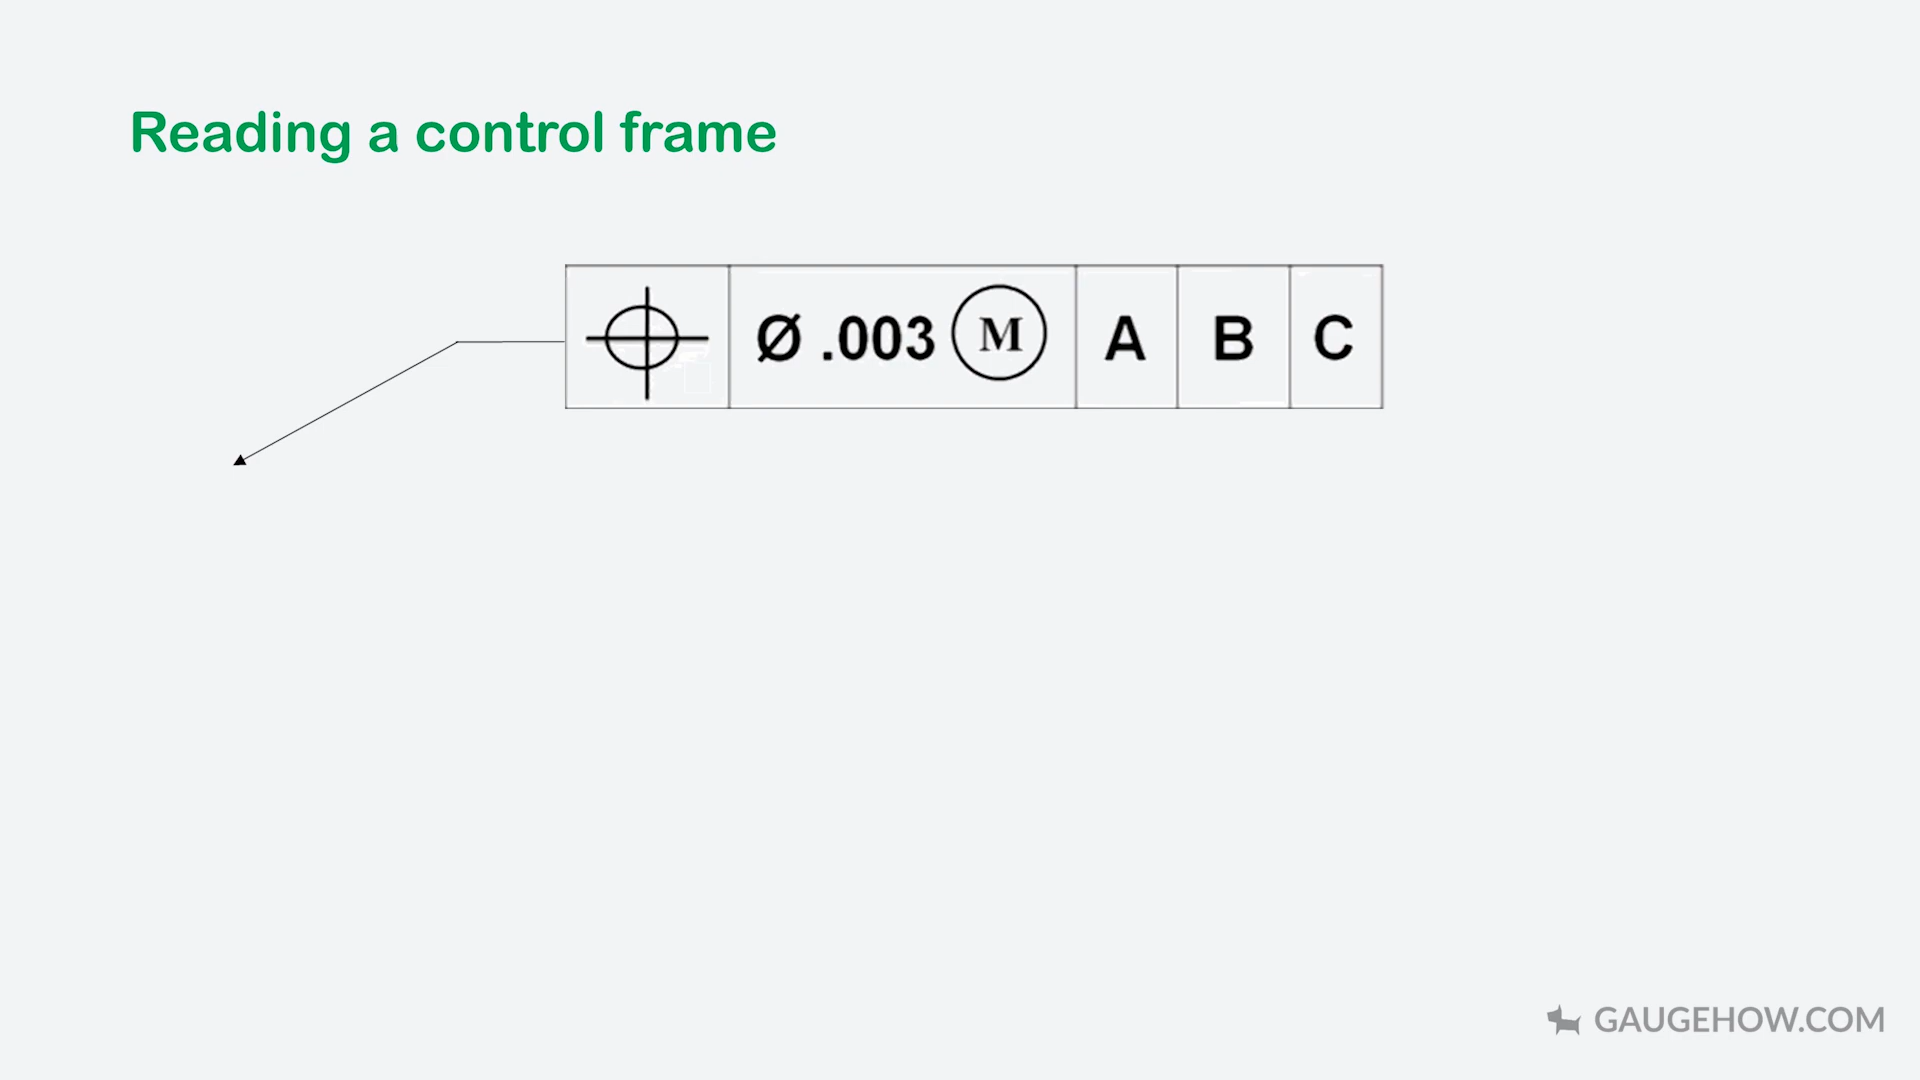 Reading a control frame
⌖ Ø .003 Ⓜ A B C
GAUGEHOW.COM